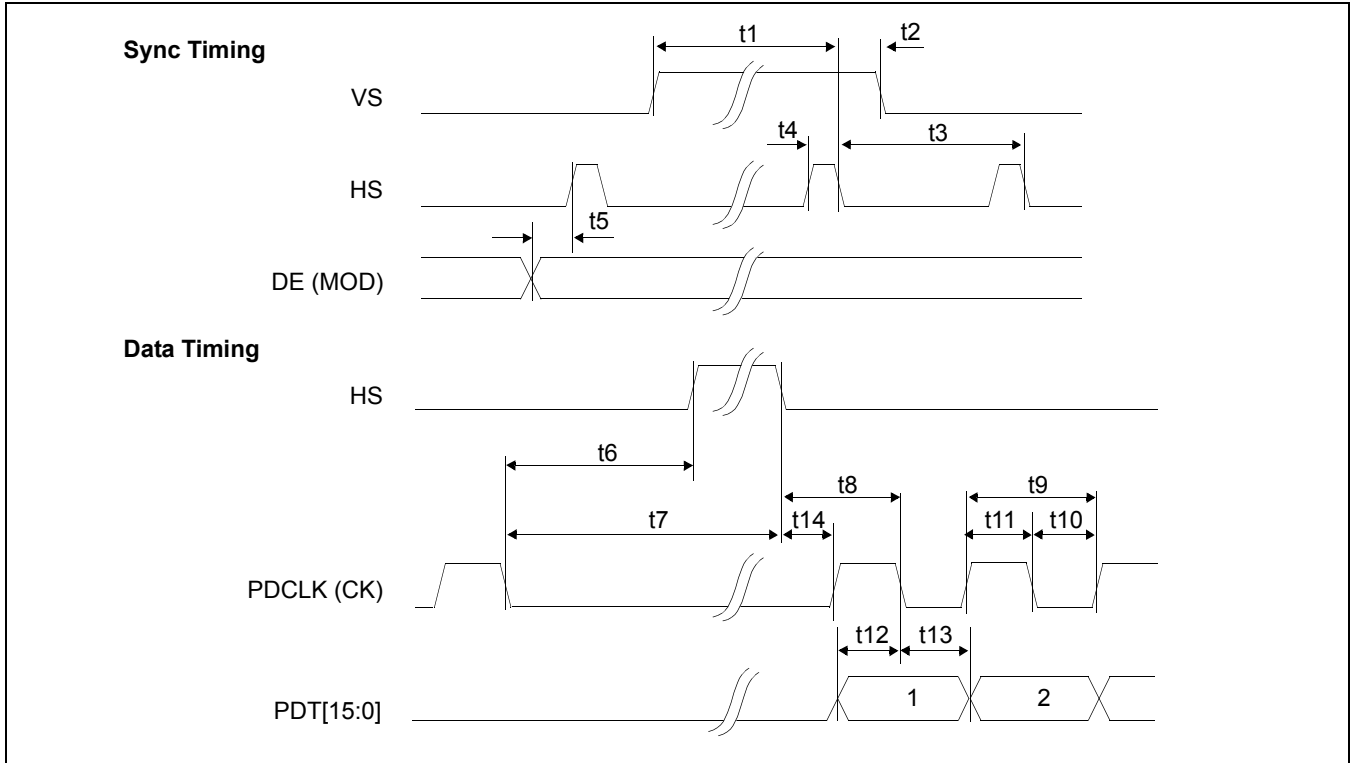 Sync Timing
t1
t2
VS
t4
t3
HS
t5
DE (MOD)
Data Timing
HS
t6
t8
t9
t7
t14
t11
t10
PDCLK (CK)
t12
t13
PDT[15:0]
1
2